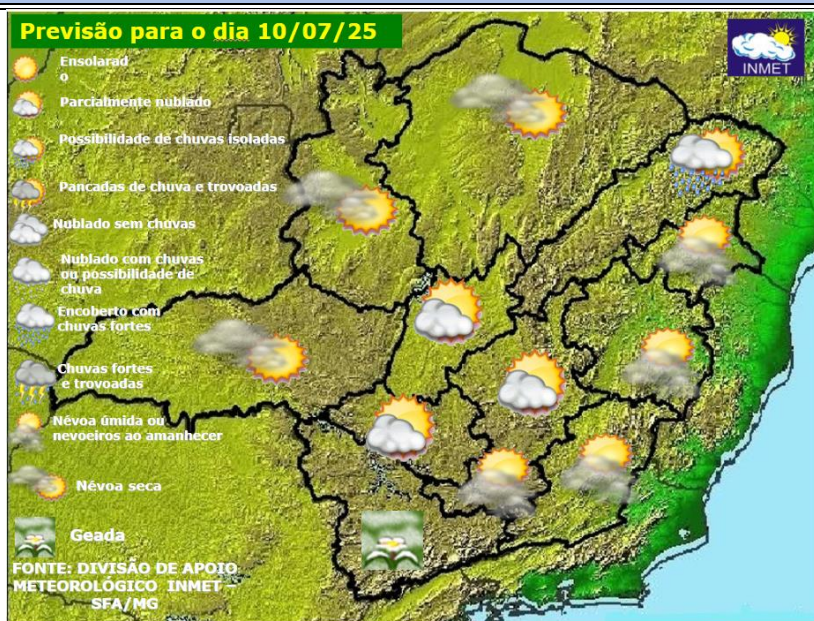 Previsão para o dia 10/07/25
INMET
Ensolarad
o
Parcialmente nublado
Possibilidade de chuvas isoladas
Pancadas de chuva e trovoadas
Nublado sem chuvas
Nublado com chuvas
ou possibilidade de
chuva
Encoberto com
chuvas fortes
Chuvas fortes
e trovoadas
Névoa úmida ou
nevoeiros ao amanhecer
Névoa seca
Geada
FONTE: DIVISÃO DE APOIO
METEOROLÓGICO INMET –
SFA/MG